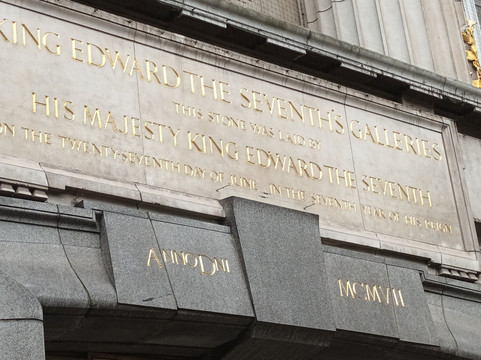 KING EDWARD THE SEVENTH'S GALLERIES
THIS STONE WAS LAID BY
HIS MAJESTY KING EDWARD THE SEVENTH
ON THE TWENTY-SEVENTH DAY OF JUNE, IN THE SEVENTH YEAR OF HIS REIGN
ANNO DNI MCMVII